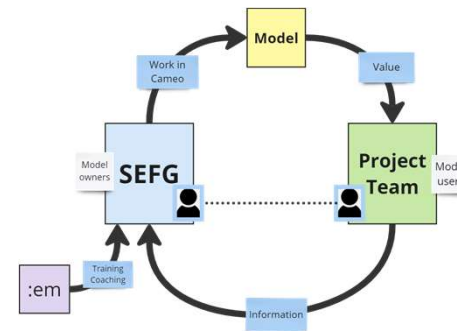 Model
Work in
Cameo
Value
Model
owners
SEFG
Project
Team
Training
Coaching
:em
Information